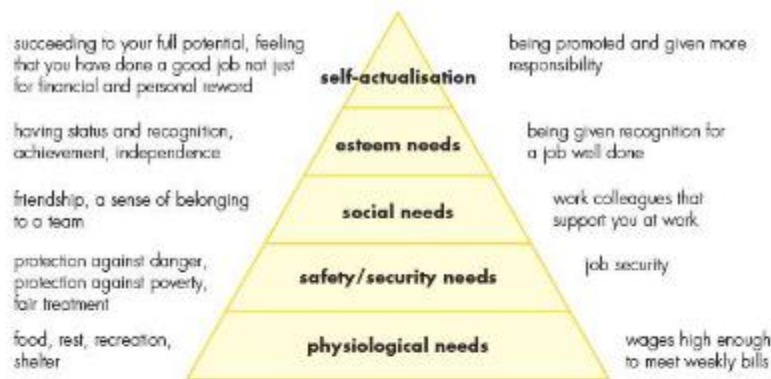 succeeding to your full potential, feeling
that you have done a good job not just
for financial and personal reward
self-actualisation
being promoted and given more
responsibility
having status and recognition,
achievement, independence
esteem needs
being given recognition for
a job well done
friendship, a sense of belonging
to a team
social needs
work colleagues that
support you at work
protection against danger,
protection against poverty,
fair treatment
safety/security needs
job security
food, rest, recreation,
shelter
physiological needs
wages high enough
to meet weekly bills